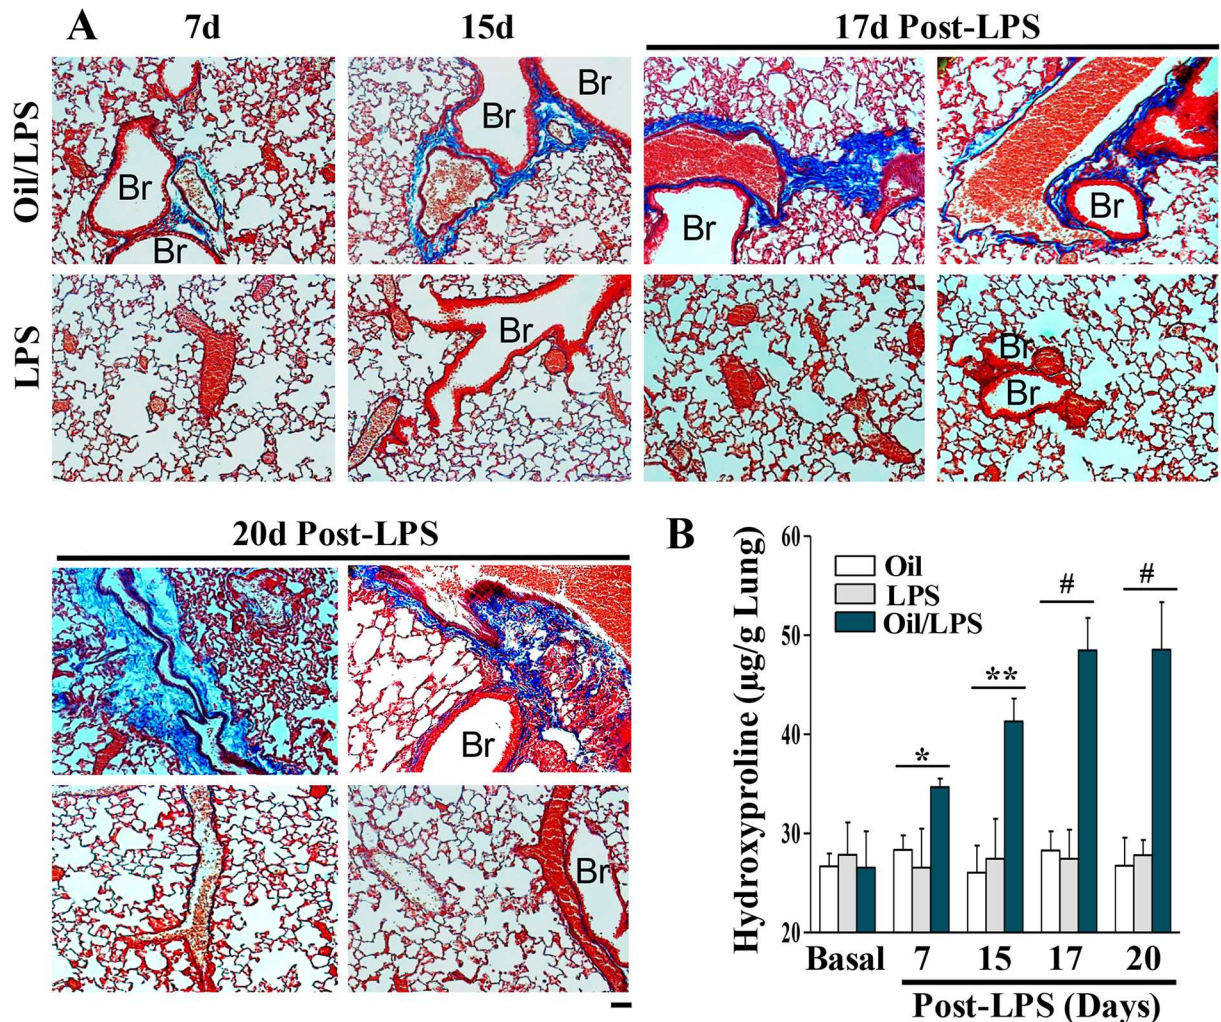 A
7d
15d
17d Post-LPS
Oil/LPS
Br
Br
Br
Br
Br
Br
LPS
Br
Br
Br
20d Post-LPS
Br
Br
B
Hydroxyproline (µg/g Lung)
60
50
40
30
20
Oil
LPS
Oil/LPS
*
**
#
#
Basal
7
15
17
20
Post-LPS (Days)